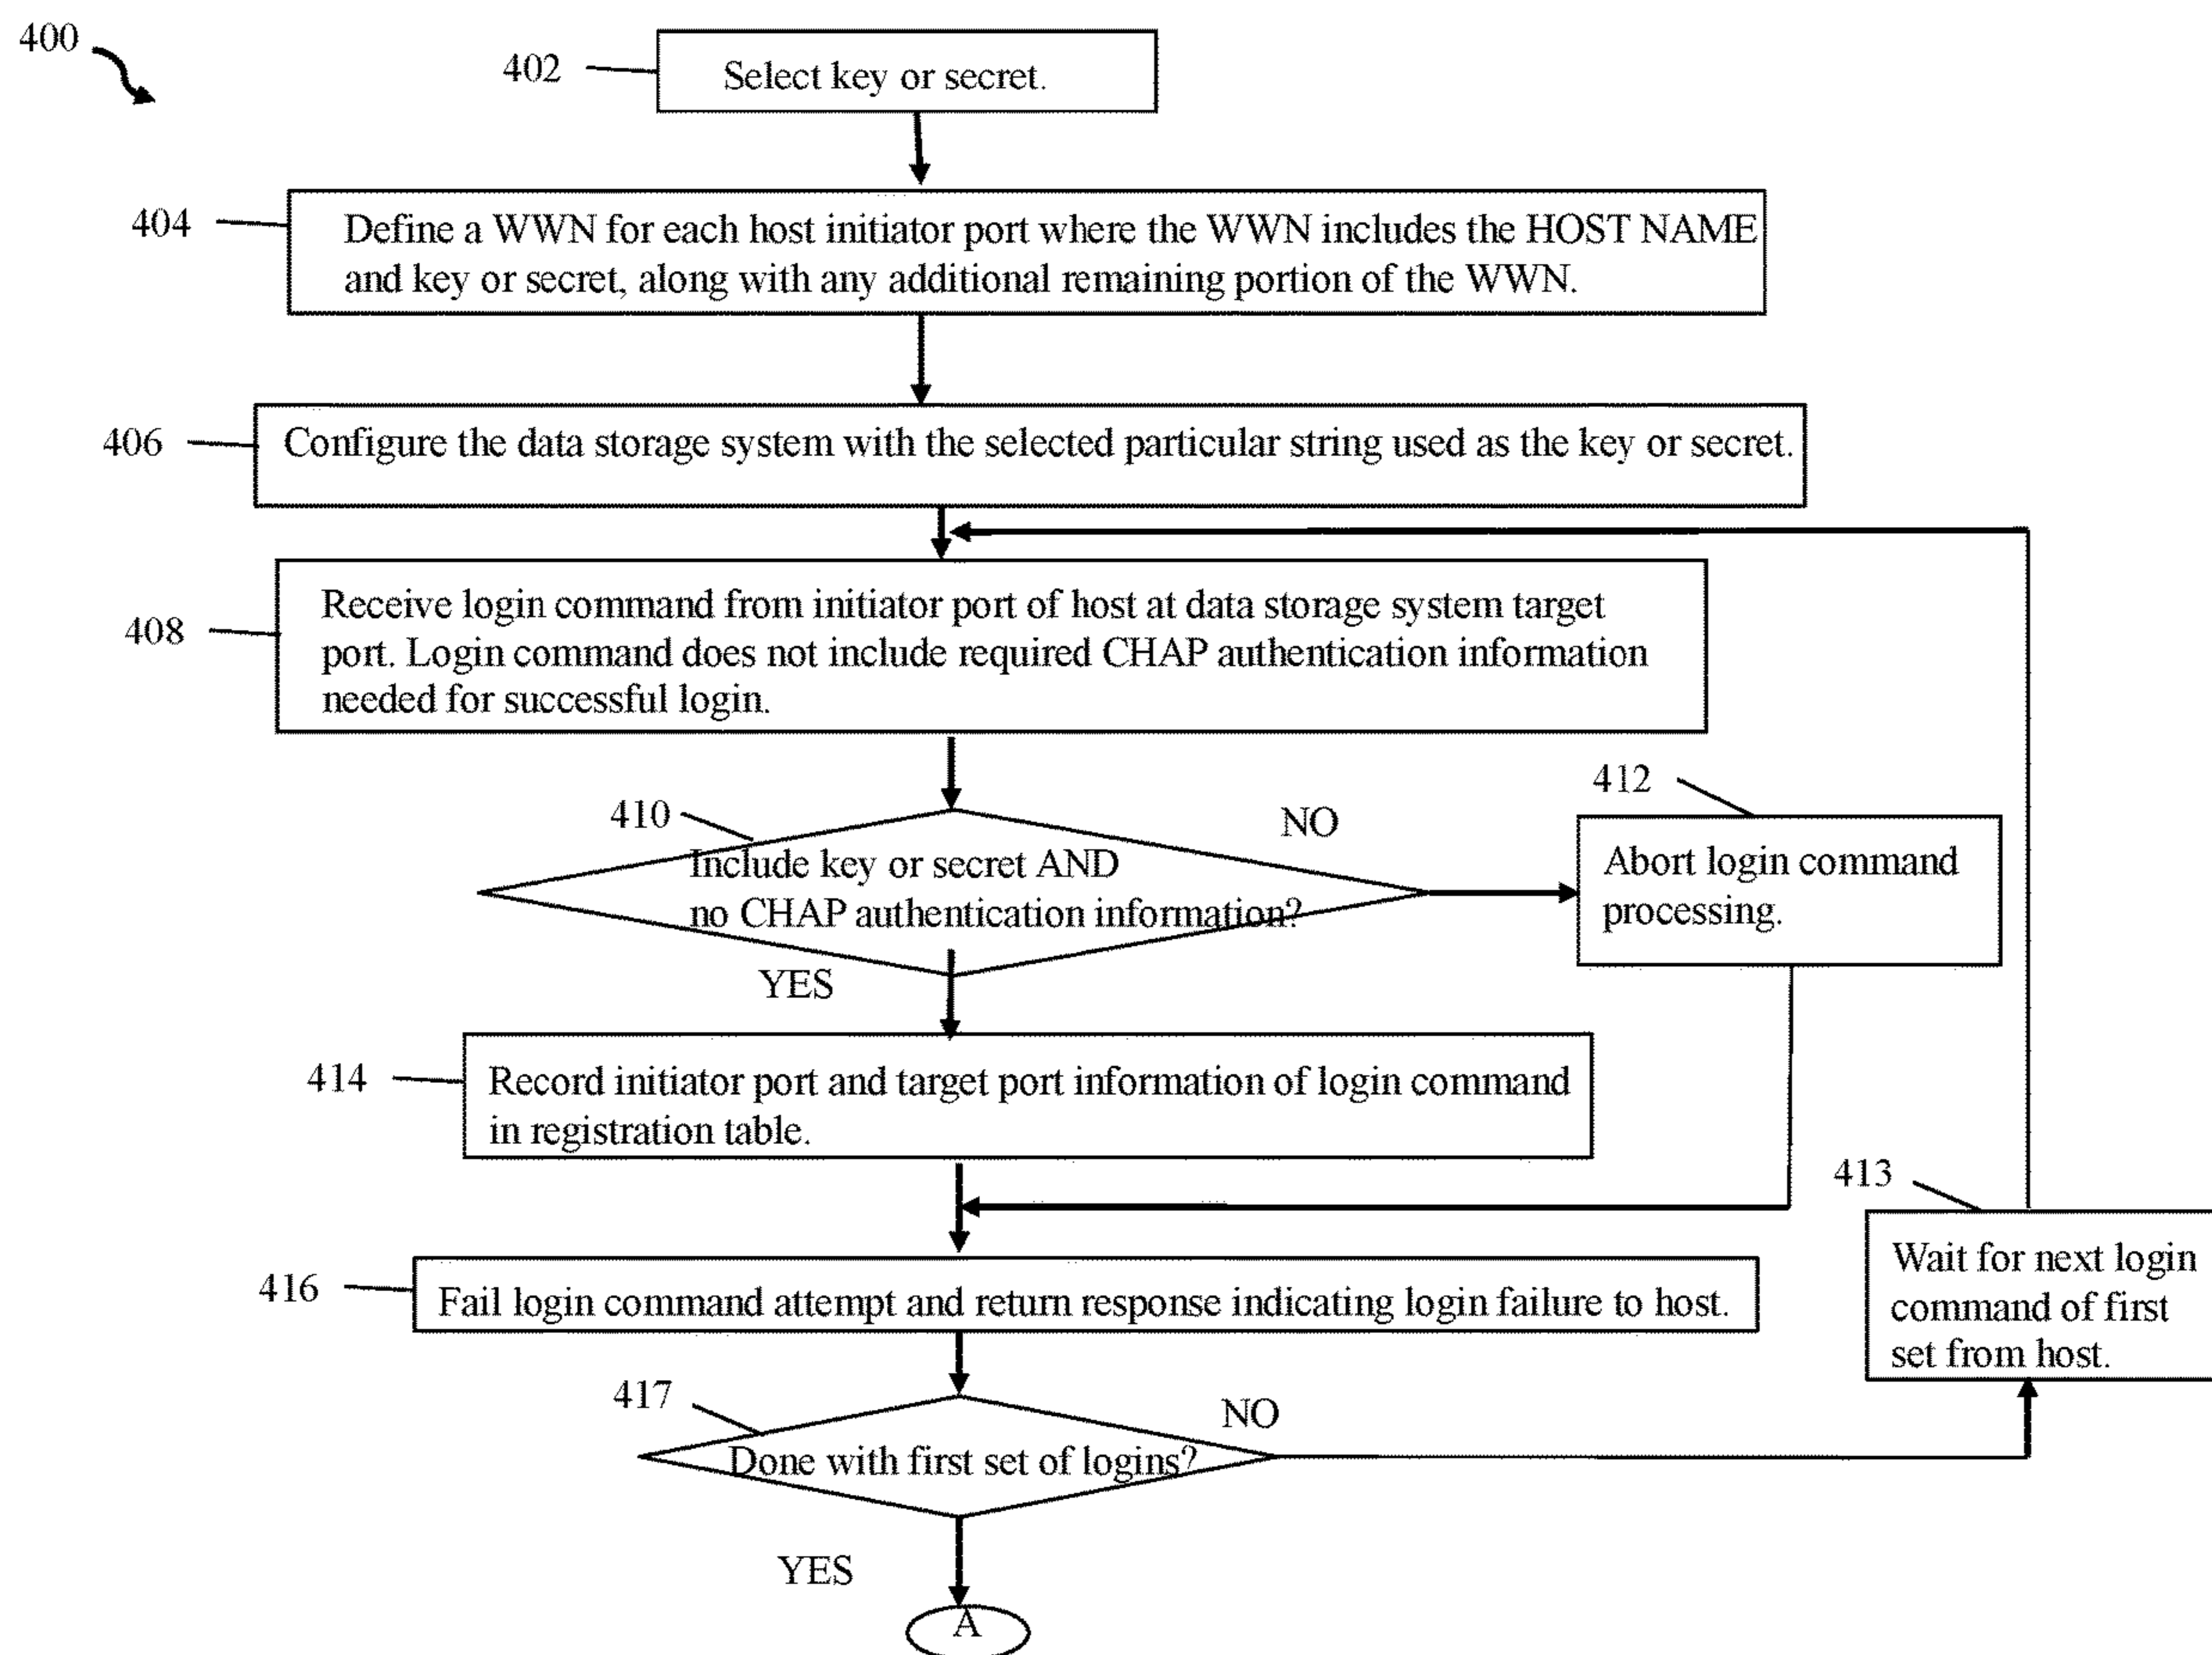 400
402
Select key or secret.
404
Define a WWN for each host initiator port where the WWN includes the HOST NAME
and key or secret, along with any additional remaining portion of the WWN.
406
Configure the data storage system with the selected particular string used as the key or secret.
408
Receive login command from initiator port of host at data storage system target
port. Login command does not include required CHAP authentication information
needed for successful login.
410
Include key or secret AND
no CHAP authentication information?
NO
412
Abort login command
processing.
YES
414
Record initiator port and target port information of login command
in registration table.
413
Wait for next login
command of first
set from host.
416
Fail login command attempt and return response indicating login failure to host.
417
Done with first set of logins?
NO
YES
A